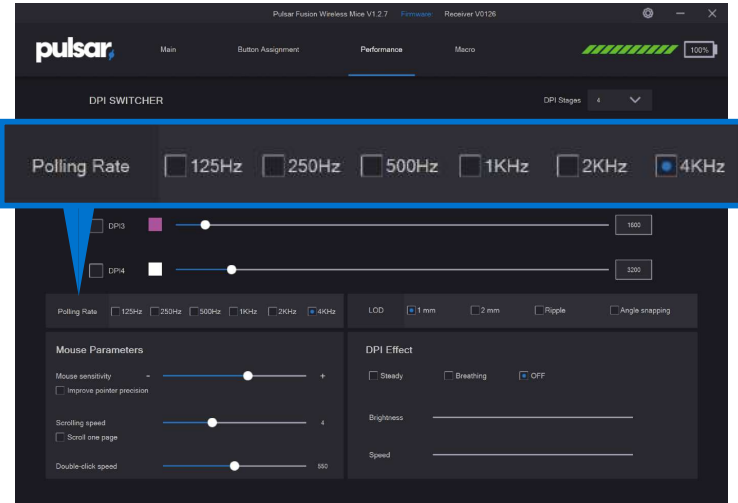 Pulsar Fusion Wireless Mice V1.2.7 Firmware Receiver V0126
pulsar Main Button Assignment Performance Macro 100%
DPI SWITCHER DPI Stages 4
Polling Rate 125Hz 250Hz 500Hz 1KHz 2KHz 4KHz
DPI3 1600
DPI4 3200
Polling Rate 125Hz 250Hz 500Hz 1KHz 2KHz 4KHz LOD 1 mm 2 mm Ripple Angle snapping
Mouse Parameters
Mouse sensitivity - +
Improve pointer precision
Scrolling speed 4
Scroll one page
Double-click speed 550
DPI Effect
Steady Breathing OFF
Brightness
Speed